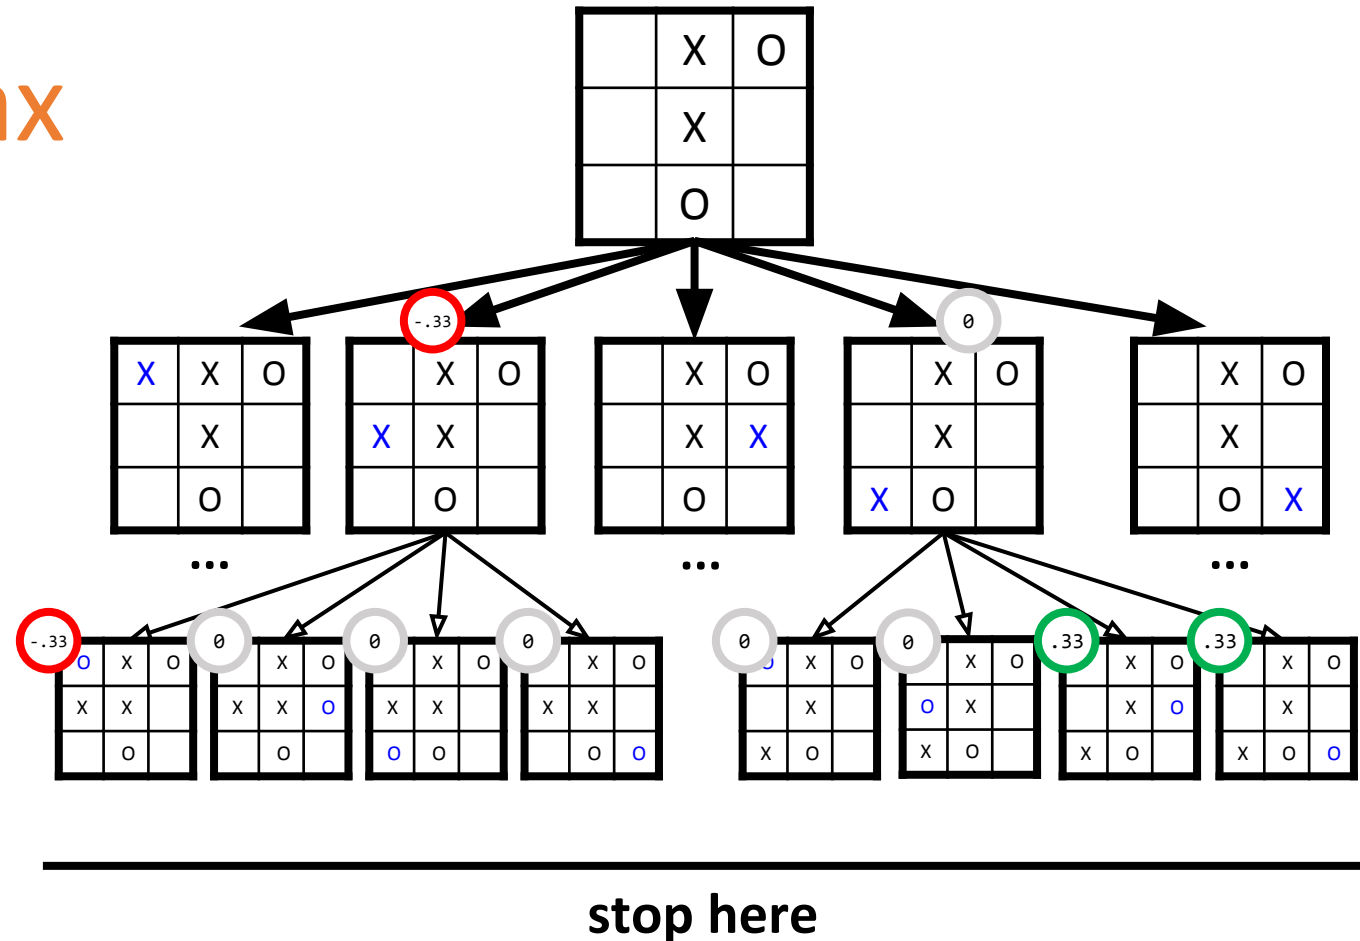 X O
ax
X
O
-.33 0
X X O X O X O X O X O
X X X X X X X
O O O X O O X
... ... ...
-.33 0 0 0 0 0 .33 .33
O X O X O X O X O O X O X O X O X O
X X X X O X X X X X O X X O X
O O O O O O X O X O X O X O O
stop here